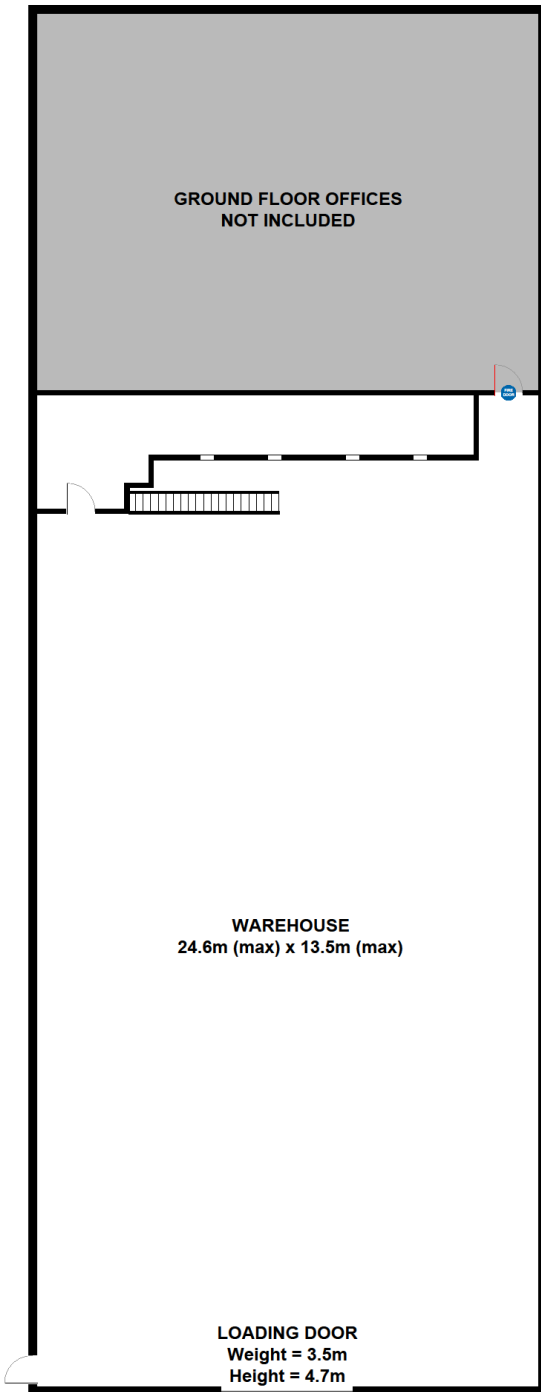 GROUND FLOOR OFFICES
NOT INCLUDED
FIRE
DOOR
WAREHOUSE
24.6m (max) x 13.5m (max)
LOADING DOOR
Weight = 3.5m
Height = 4.7m